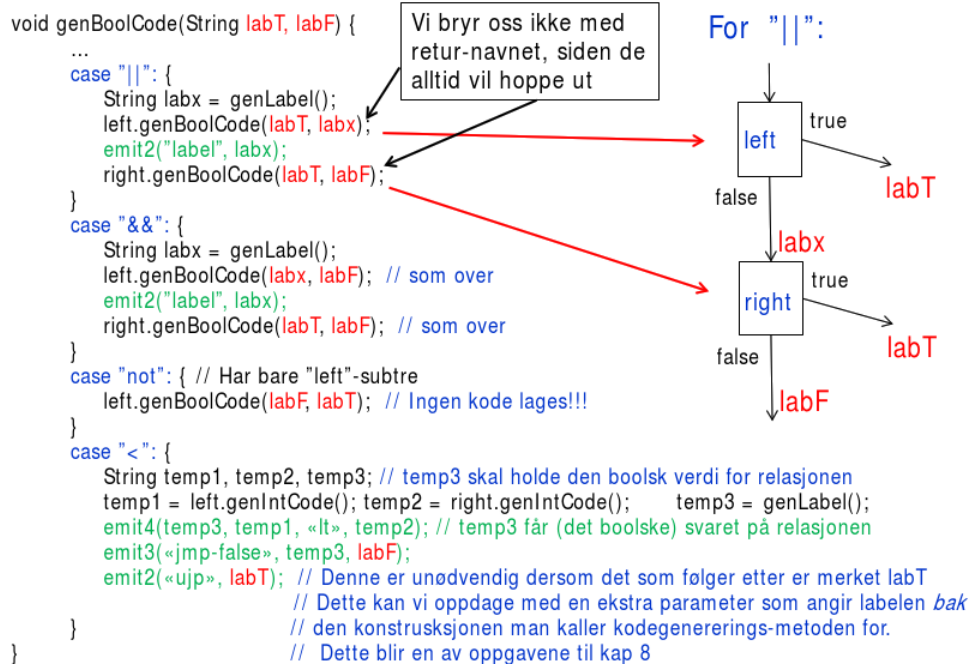 void genBoolCode(String labT, labF) {
...
case "||": {
String labx = genLabel();
left.genBoolCode(labT, labx);
emit2("label", labx);
right.genBoolCode(labT, labF);
}
case "&&": {
String labx = genLabel();
left.genBoolCode(labx, labF); // som over
emit2("label", labx);
right.genBoolCode(labT, labF); // som over
}
case "not": { // Har bare "left"-subtre
left.genBoolCode(labF, labT); // Ingen kode lages!!!
}
case "<": {
String temp1, temp2, temp3; // temp3 skal holde den boolsk verdi for relasjonen
temp1 = left.genIntCode(); temp2 = right.genIntCode(); temp3 = genLabel();
emit4(temp3, temp1, «lt», temp2); // temp3 får (det boolske) svaret på relasjonen
emit3(«jmp-false», temp3, labF);
emit2(«ujp», labT); // Denne er unødvendig dersom det som følger etter er merket labT
// Dette kan vi oppdage med en ekstra parameter som angir labelen bak
} // den konstrusksjonen man kaller kodegenererings-metoden for.
} // Dette blir en av oppgavene til kap 8
Vi bryr oss ikke med
retur-navnet, siden de
alltid vil hoppe ut
For "||":
left
true
labT
false
labx
right
true
labT
false
labF